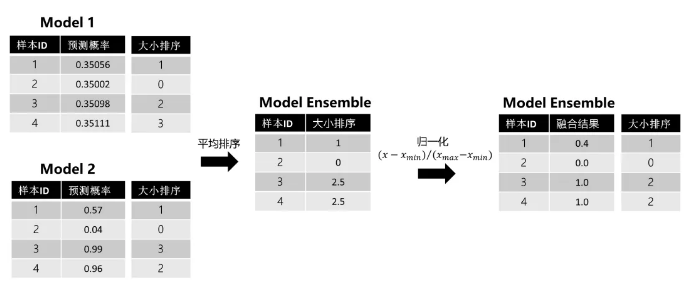 Model 1
样本ID 预测概率 大小排序
1 0.35056 1
2 0.35002 0
3 0.35098 2
4 0.35111 3
Model 2
样本ID 预测概率 大小排序
1 0.57 1
2 0.04 0
3 0.99 3
4 0.96 2
平均排序
Model Ensemble
样本ID 大小排序
1 1
2 0
3 2.5
4 2.5
归一化
(x − xmin)/(xmax−xmin)
Model Ensemble
样本ID 融合结果 大小排序
1 0.4 1
2 0.0 0
3 1.0 2
4 1.0 2